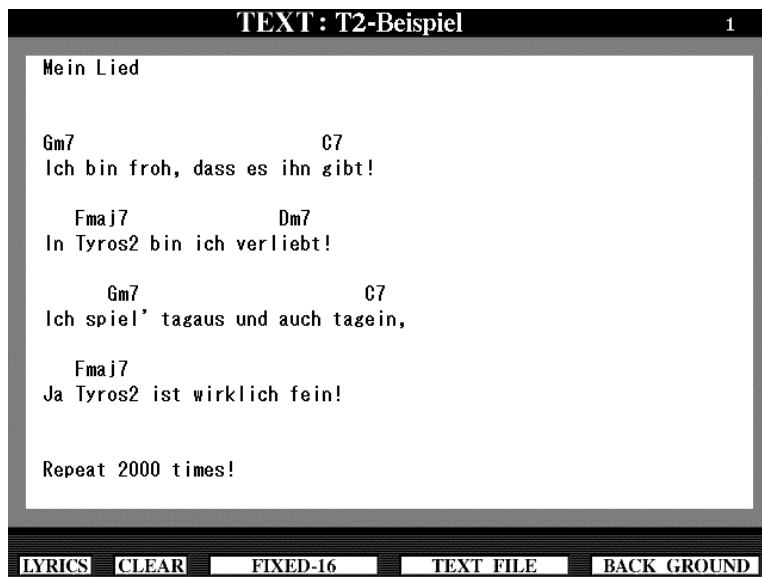 TEXT : T2-Beispiel 1
Mein Lied
Gm7 C7
Ich bin froh, dass es ihn gibt!
Fmaj7 Dm7
In Tyros2 bin ich verliebt!
Gm7 C7
Ich spiel’ tagaus und auch tagein,
Fmaj7
Ja Tyros2 ist wirklich fein!
Repeat 2000 times!
LYRICS CLEAR FIXED-16 TEXT FILE BACK GROUND